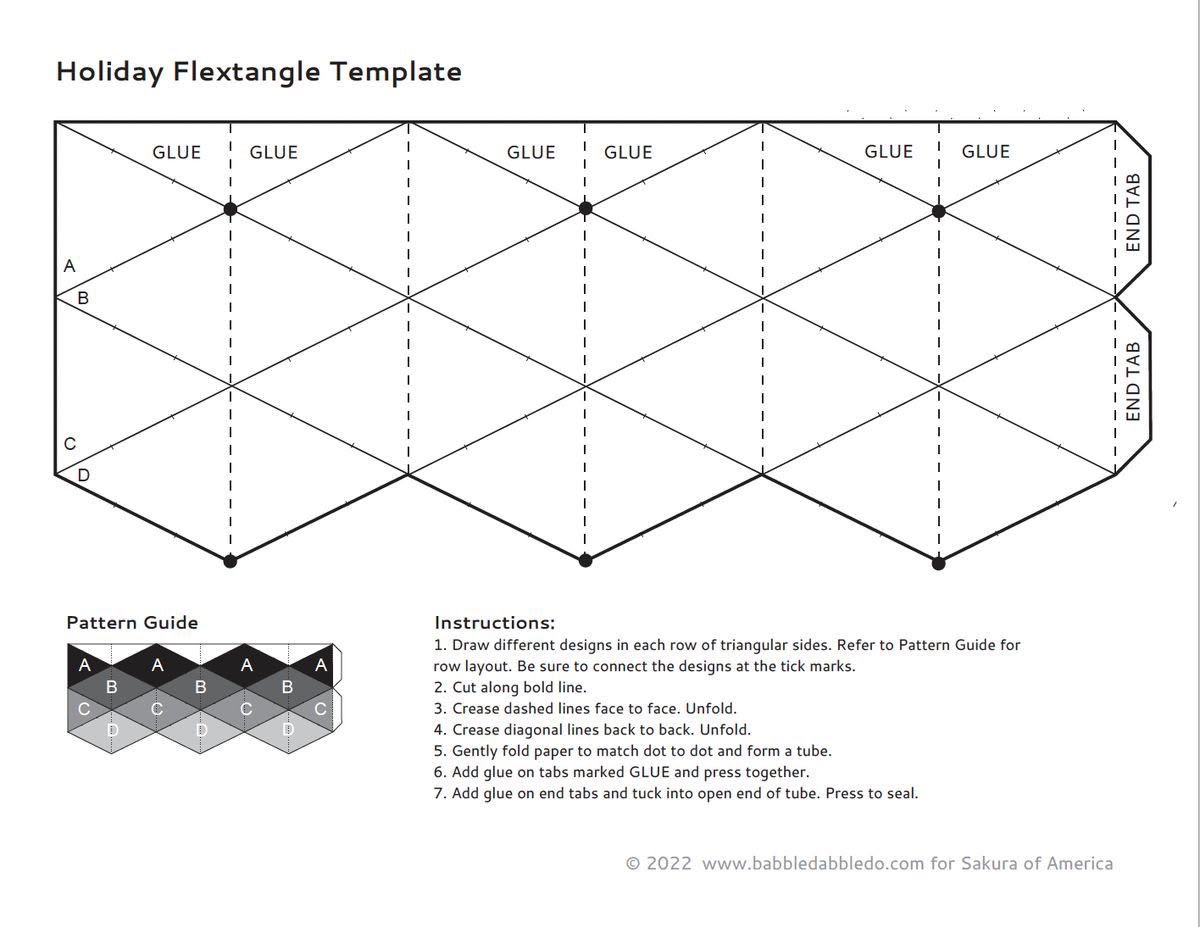 Holiday Flextangle Template
GLUE GLUE GLUE GLUE GLUE GLUE
END TAB
A
B
END TAB
C
D
Pattern Guide
A A A A
B B B
C C C C
D D D
Instructions:
1. Draw different designs in each row of triangular sides. Refer to Pattern Guide for
row layout. Be sure to connect the designs at the tick marks.
2. Cut along bold line.
3. Crease dashed lines face to face. Unfold.
4. Crease diagonal lines back to back. Unfold.
5. Gently fold paper to match dot to dot and form a tube.
6. Add glue on tabs marked GLUE and press together.
7. Add glue on end tabs and tuck into open end of tube. Press to seal.
© 2022 www.babbledabbledo.com for Sakura of America